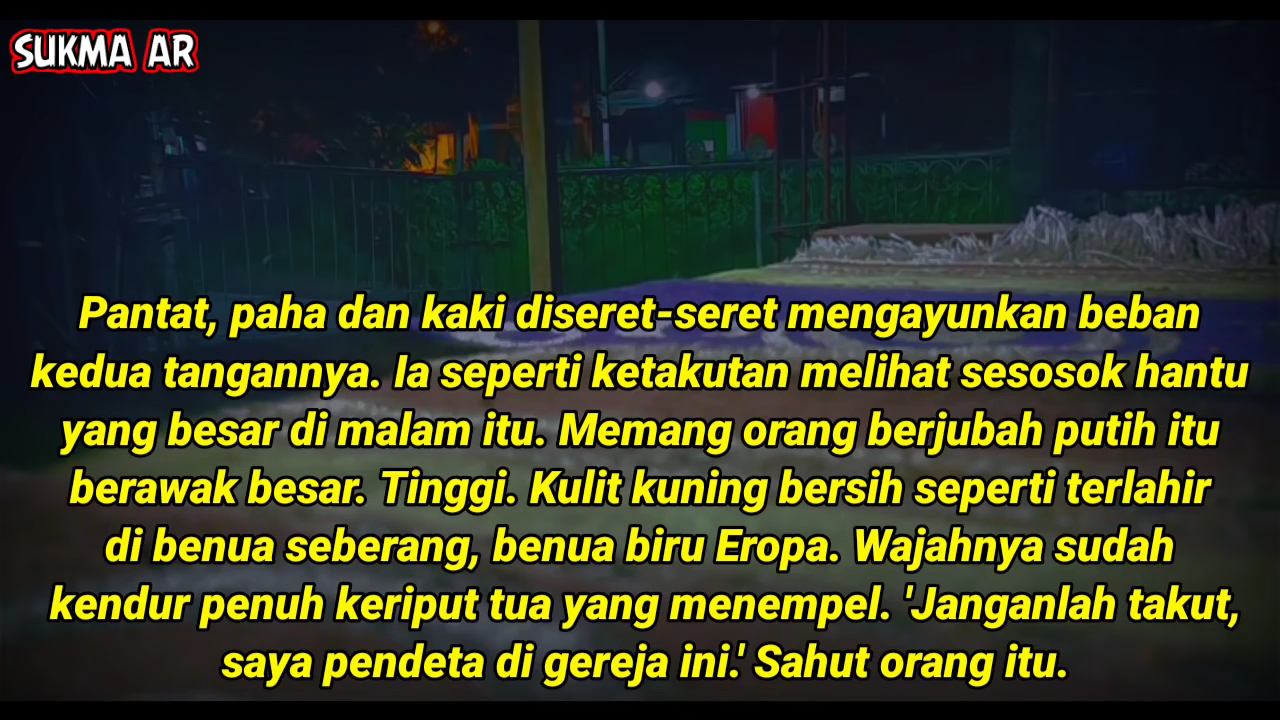 SUKMA AR
Pantat, paha dan kaki diseret-seret mengayunkan beban
kedua tangannya. Ia seperti ketakutan melihat sesosok hantu
yang besar di malam itu. Memang orang berjubah putih itu
berawak besar. Tinggi. Kulit kuning bersih seperti terlahir
di benua seberang, benua biru Eropa. Wajahnya sudah
kendur penuh keriput tua yang menempel. 'Janganlah takut,
saya pendeta di gereja ini.' Sahut orang itu.